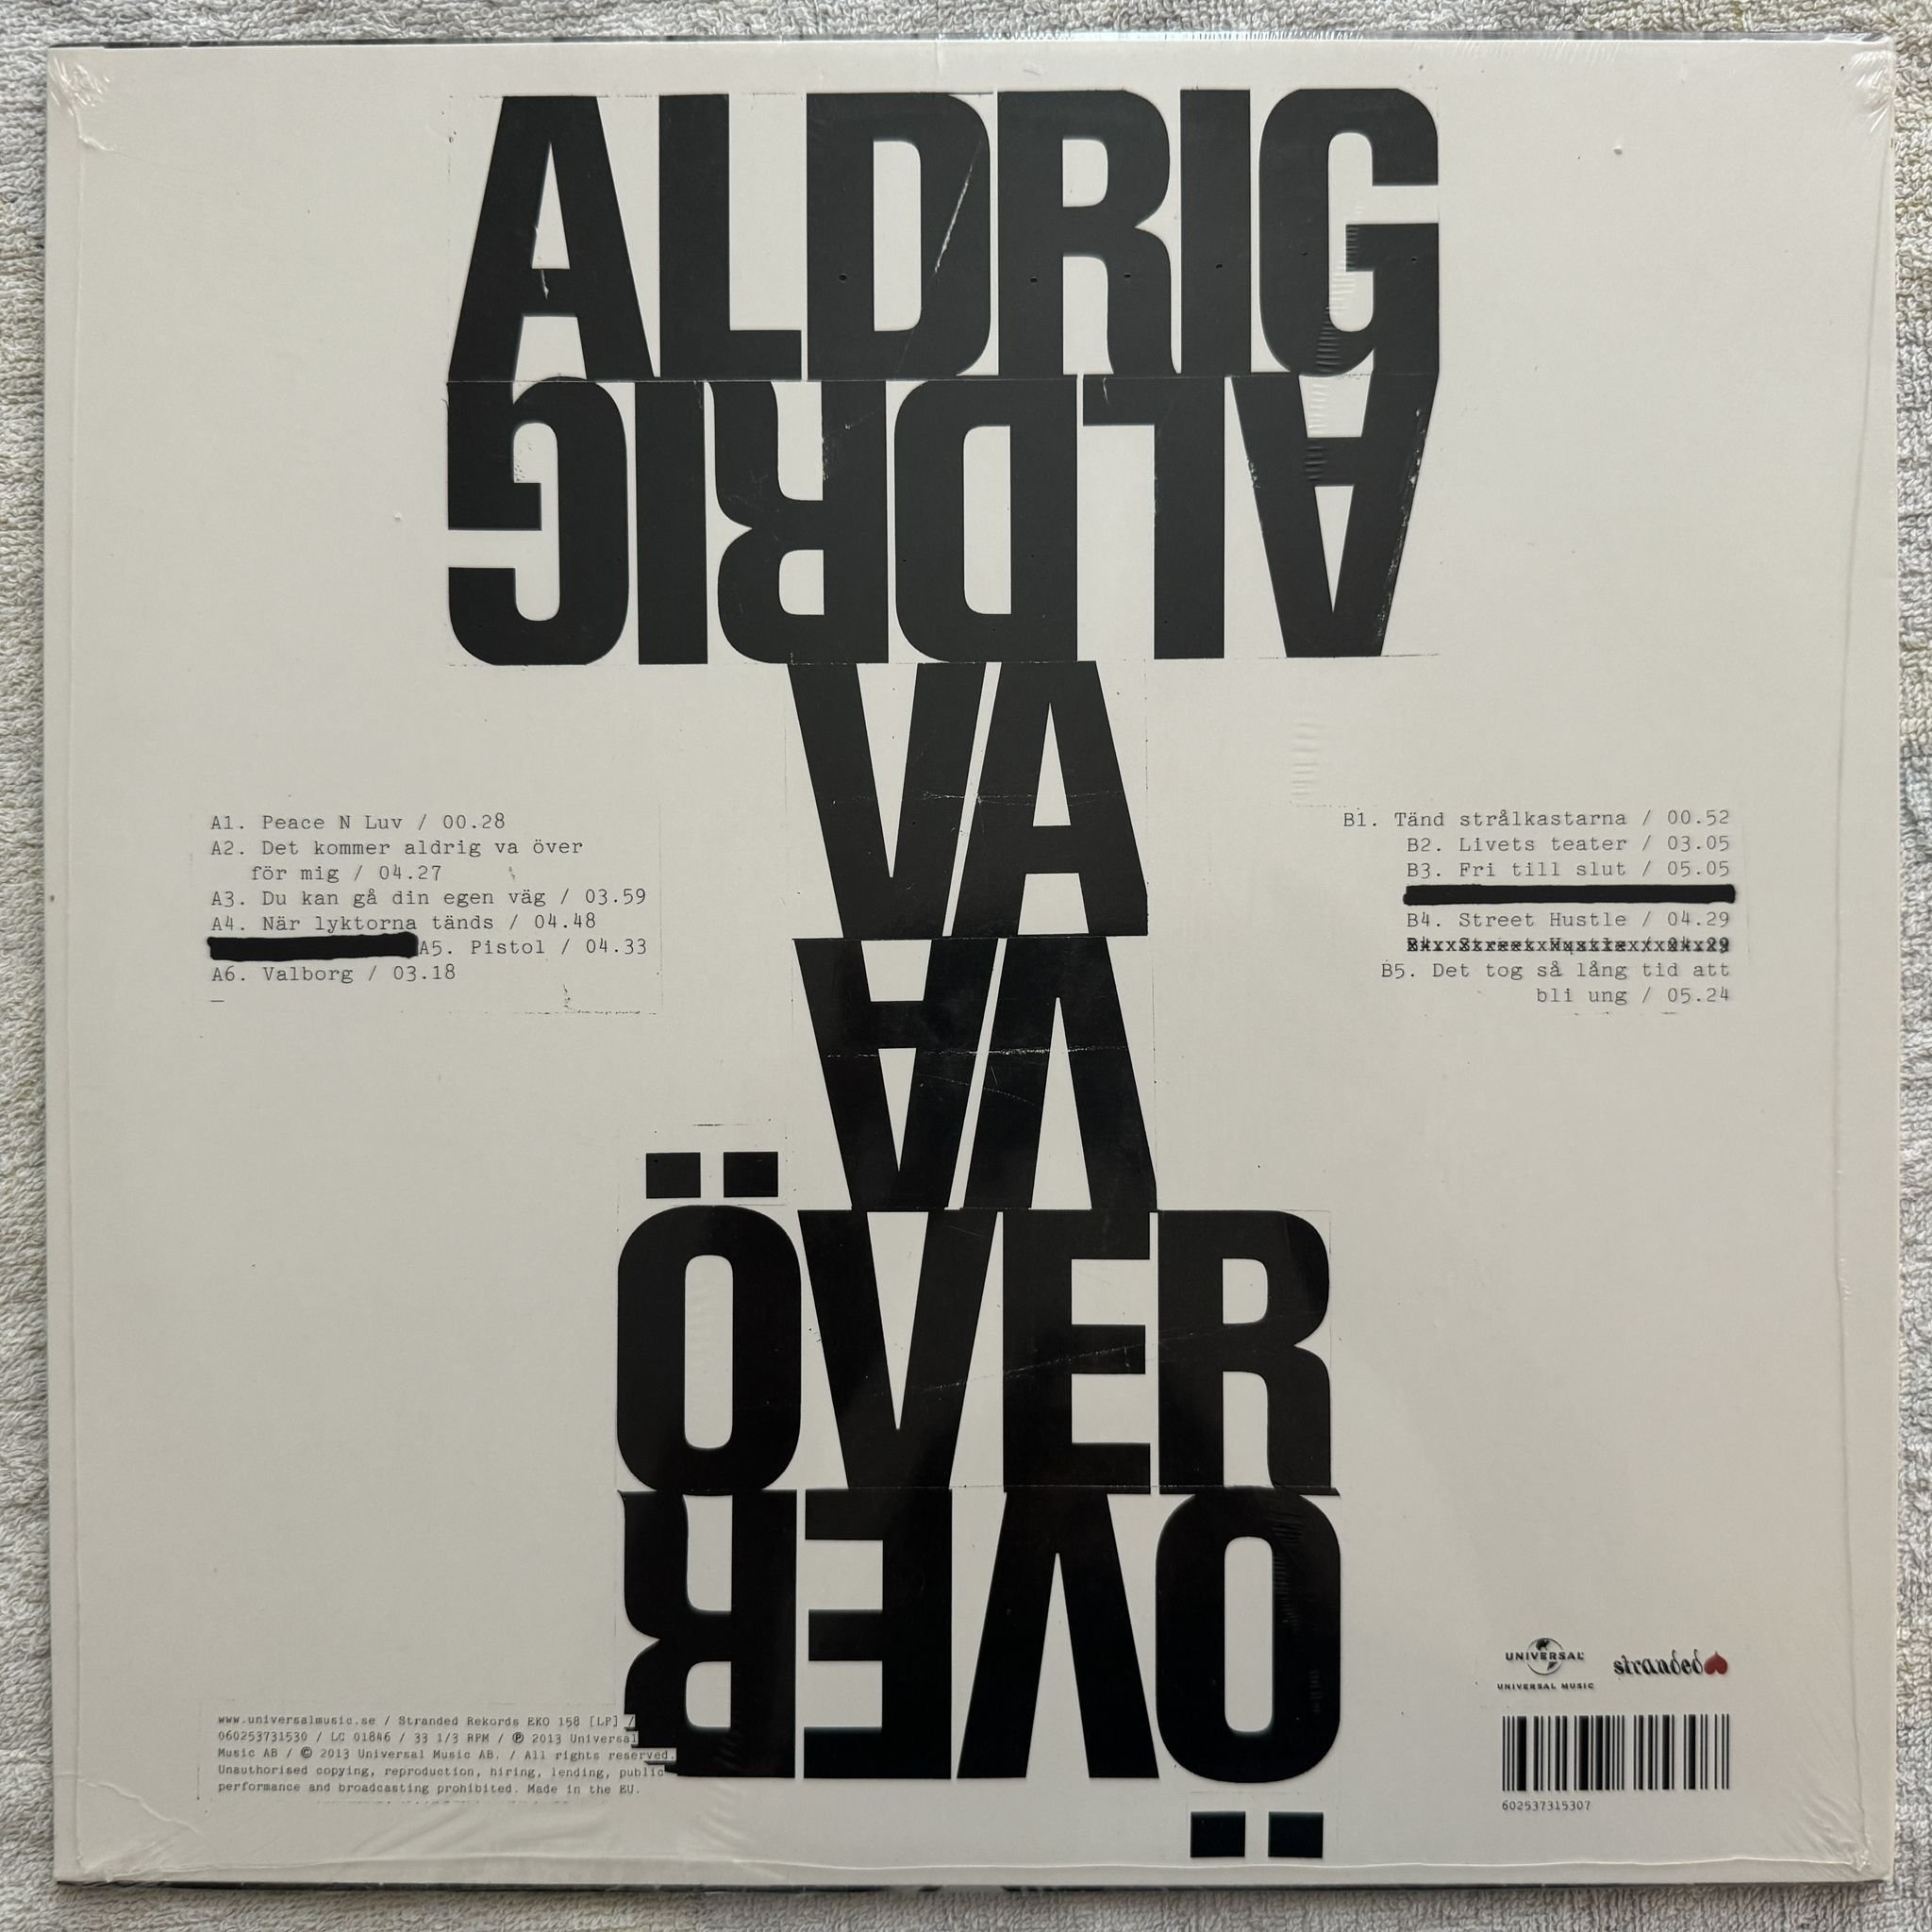 ALDRIG
ALDRIG
VA
VA
ÖVER
ÖVER
A1. Peace N Luv / 00.28
A2. Det kommer aldrig va över
för mig / 04.27
A3. Du kan gå din egen väg / 03.59
A4. När lyktorna tänds / 04.48
A5. Pistol / 04.33
A6. Valborg / 03.18
B1. Tänd strålkastarna / 00.52
B2. Livets teater / 03.05
B3. Fri till slut / 05.05
B4. Street Hustle / 04.29
B4xxStreetxHustlexx/x04x29
B5. Det tog så lång tid att
bli ung / 05.24
www.universalmusic.se / Stranded Rekords EKO 158 [LP] /
060253731530 / LC 01846 / 33 1/3 RPM / ℗ 2013 Universal
Music AB / © 2013 Universal Music AB. / All rights reserved.
Unauthorised copying, reproduction, hiring, lending, public
performance and broadcasting prohibited. Made in the EU.
UNIVERSAL
UNIVERSAL MUSIC
stranded
602537315307